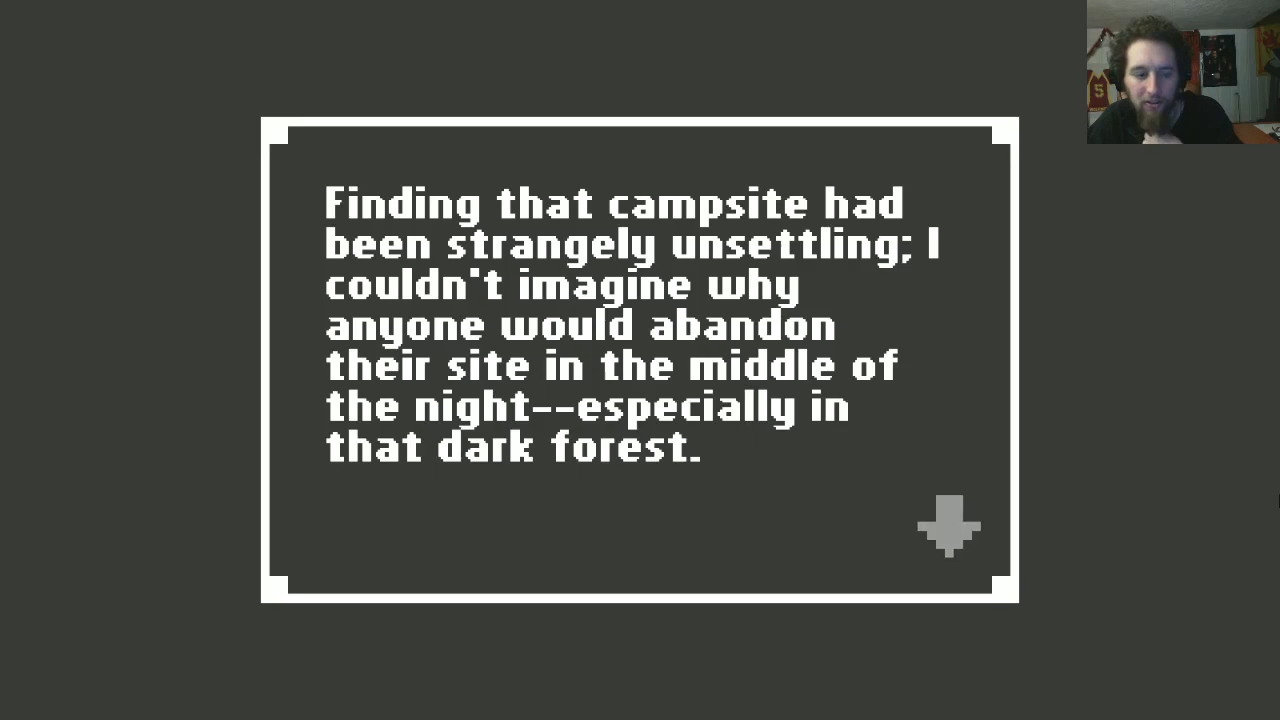 Finding that campsite had
been strangely unsettling; I
couldn't imagine why
anyone would abandon
their site in the middle of
the night--especially in
that dark forest.
5